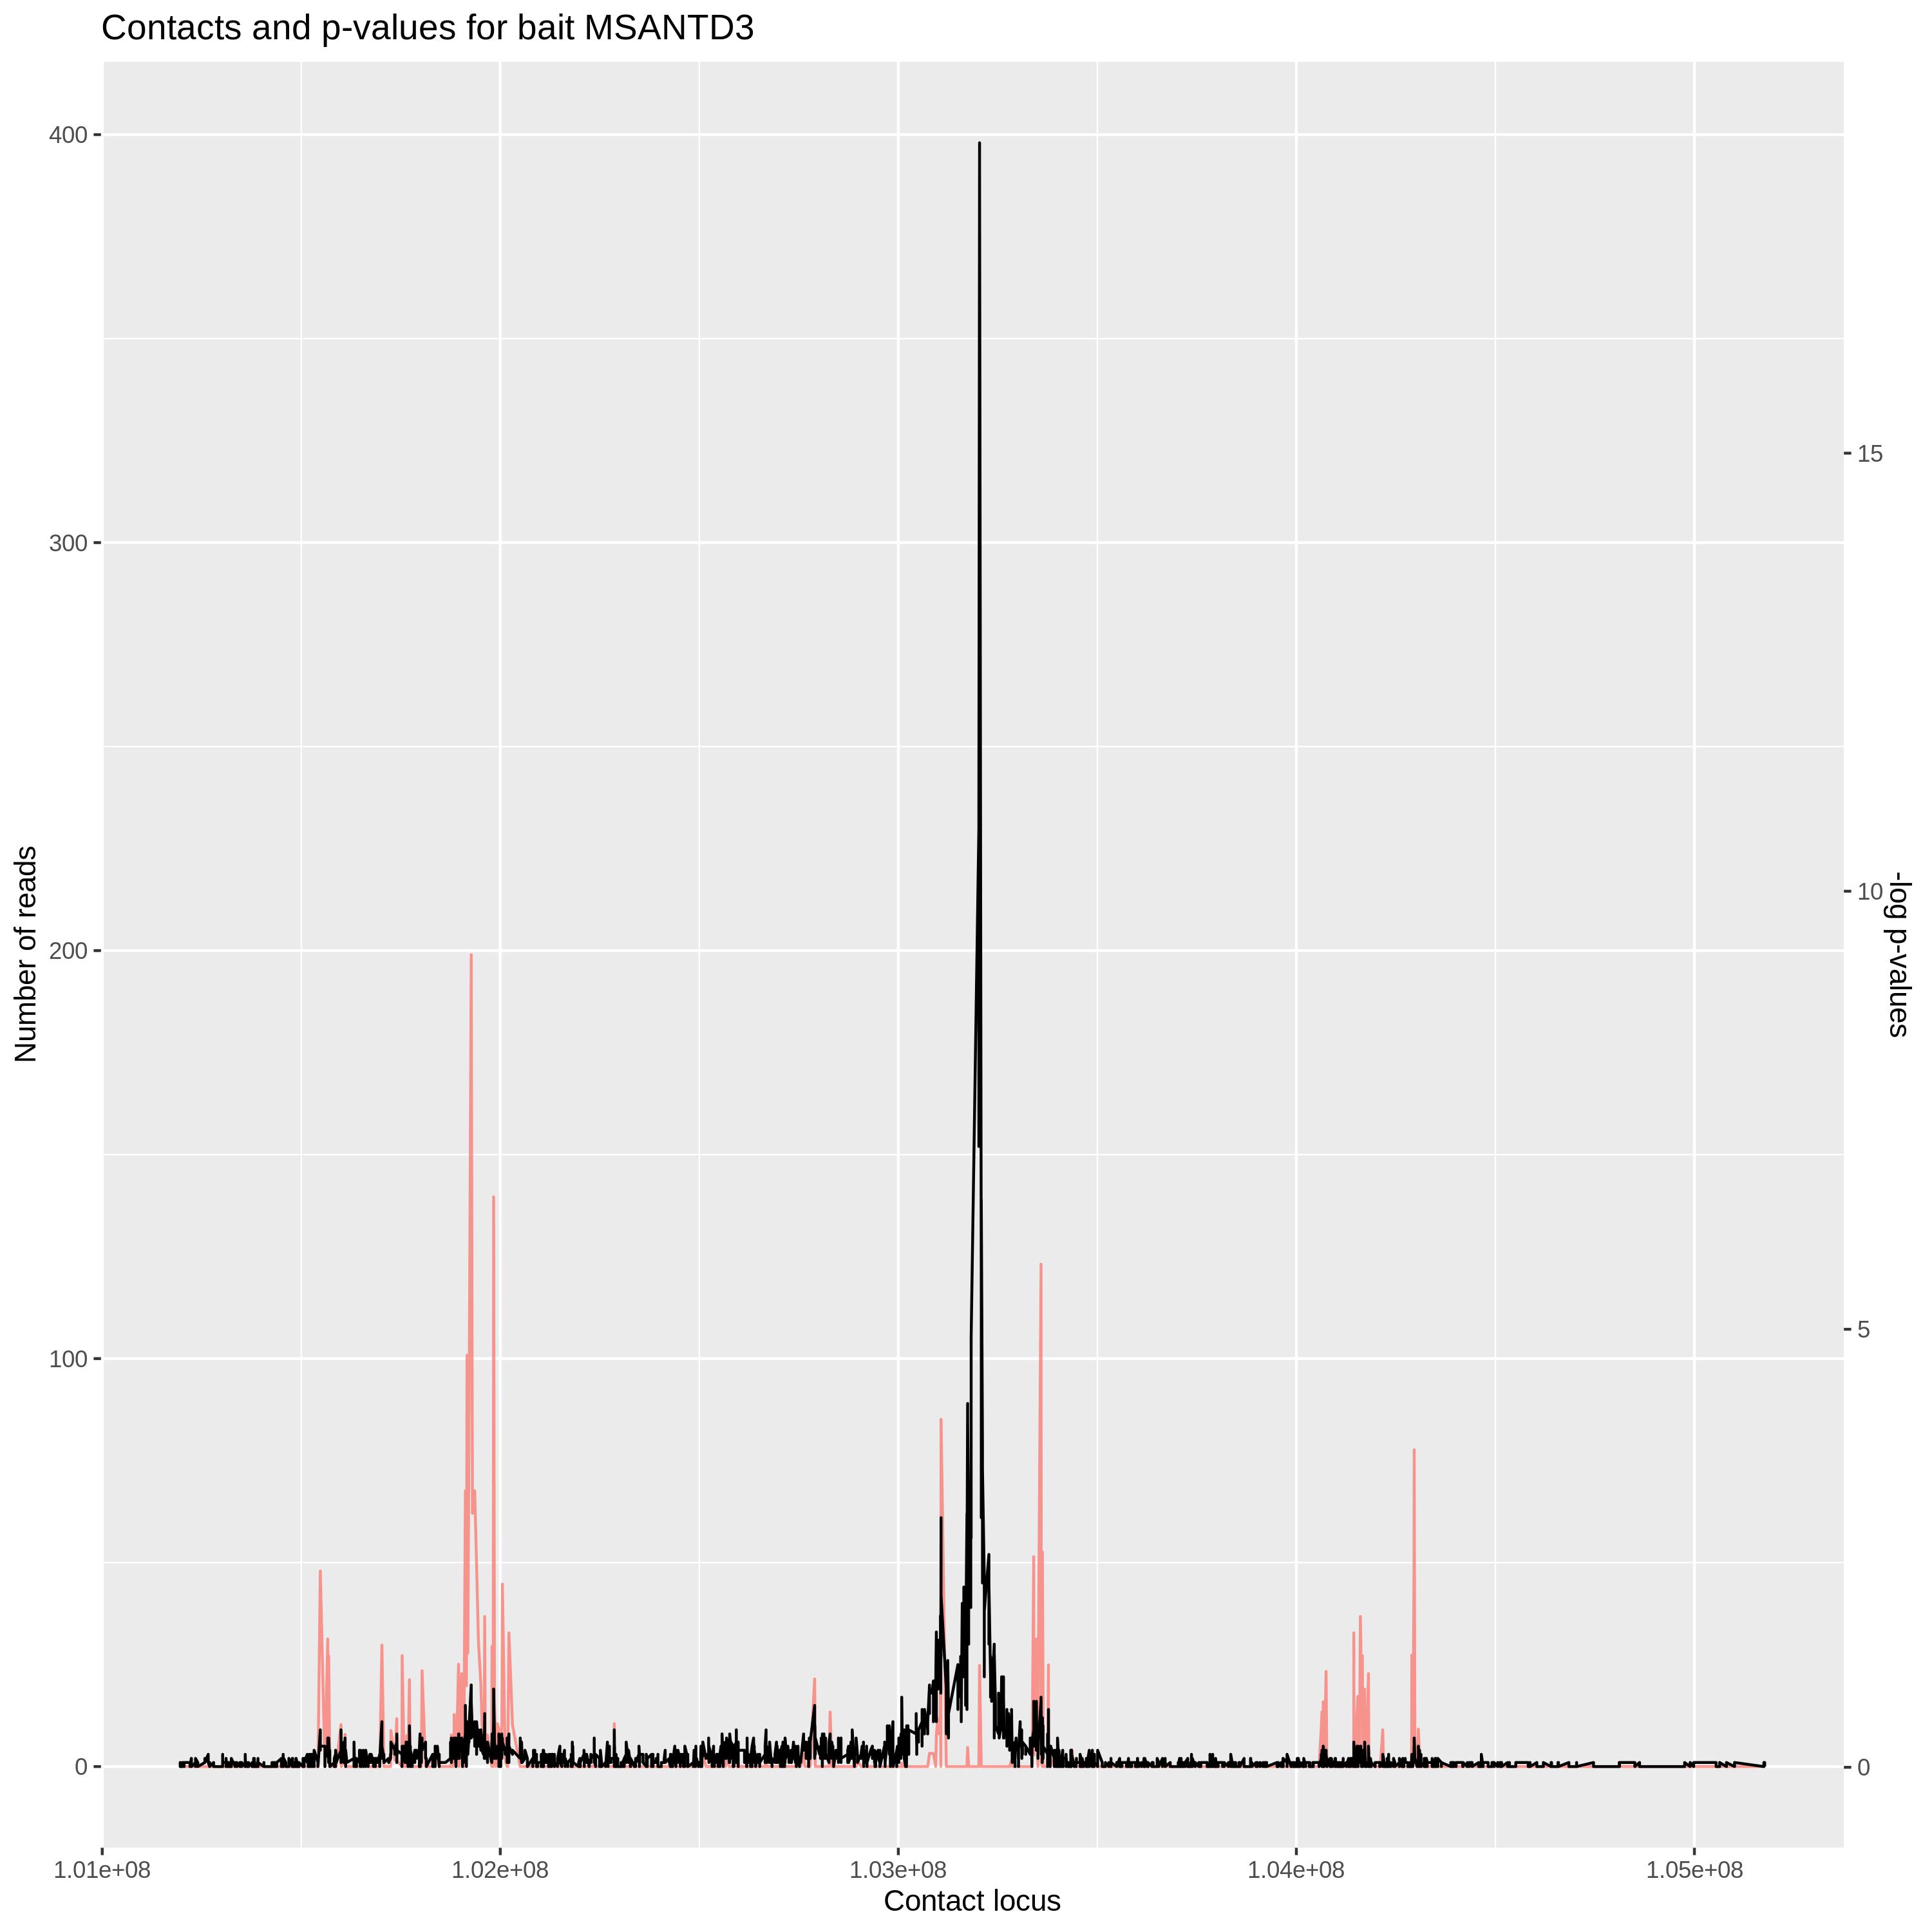 Contacts and p-values for bait MSANTD3
400
300
200
100
0
15
10
5
0
Number of reads
-log p-values
1.01e+08 1.02e+08 1.03e+08 1.04e+08 1.05e+08
Contact locus